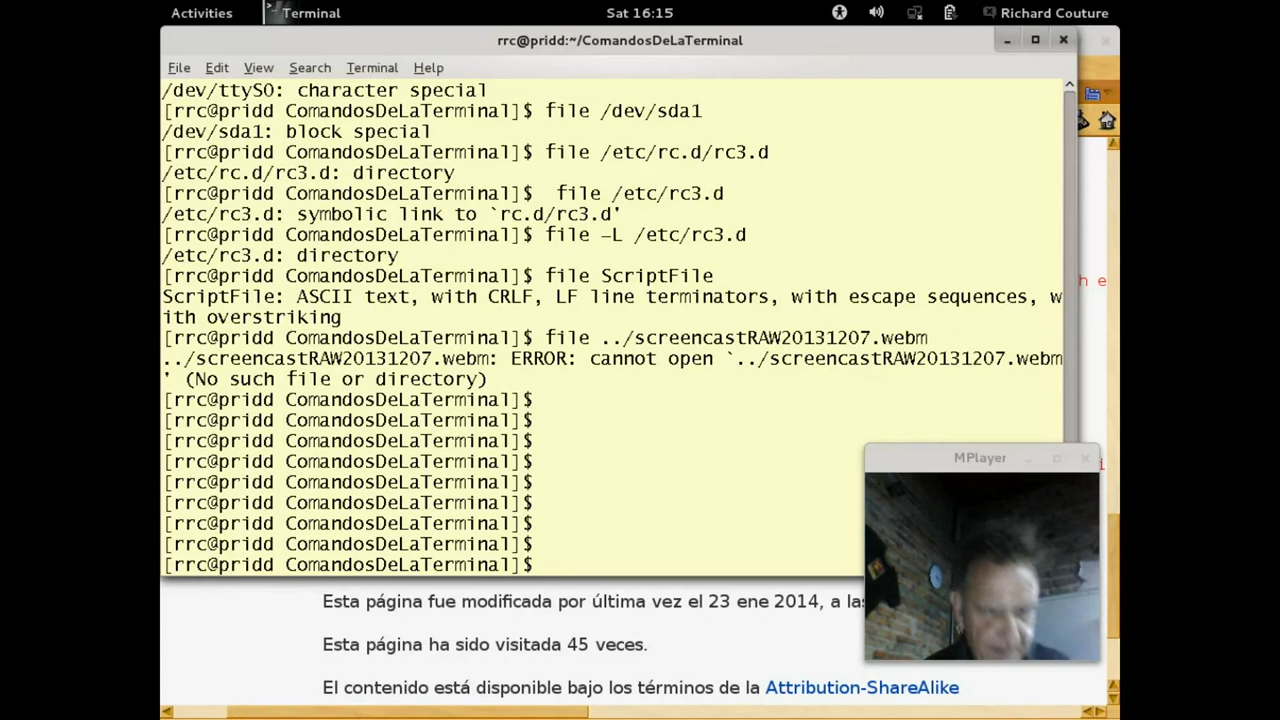 Activities Terminal Sat 16:15 Richard Couture
rrc@pridd:~/ComandosDeLaTerminal
File Edit View Search Terminal Help
/dev/ttyS0: character special
[rrc@pridd ComandosDeLaTerminal]$ file /dev/sda1
/dev/sda1: block special
[rrc@pridd ComandosDeLaTerminal]$ file /etc/rc.d/rc3.d
/etc/rc.d/rc3.d: directory
[rrc@pridd ComandosDeLaTerminal]$  file /etc/rc3.d
/etc/rc3.d: symbolic link to `rc.d/rc3.d'
[rrc@pridd ComandosDeLaTerminal]$ file –L /etc/rc3.d
/etc/rc3.d: directory
[rrc@pridd ComandosDeLaTerminal]$ file ScriptFile
ScriptFile: ASCII text, with CRLF, LF line terminators, with escape sequences, w
ith overstriking
[rrc@pridd ComandosDeLaTerminal]$ file ../screencastRAW20131207.webm
../screencastRAW20131207.webm: ERROR: cannot open `../screencastRAW20131207.webm
' (No such file or directory)
[rrc@pridd ComandosDeLaTerminal]$
[rrc@pridd ComandosDeLaTerminal]$
[rrc@pridd ComandosDeLaTerminal]$
[rrc@pridd ComandosDeLaTerminal]$
[rrc@pridd ComandosDeLaTerminal]$
[rrc@pridd ComandosDeLaTerminal]$
[rrc@pridd ComandosDeLaTerminal]$
[rrc@pridd ComandosDeLaTerminal]$
[rrc@pridd ComandosDeLaTerminal]$
MPlayer
Esta página fue modificada por última vez el 23 ene 2014, a las
Esta página ha sido visitada 45 veces.
El contenido está disponible bajo los términos de la Attribution-ShareAlike